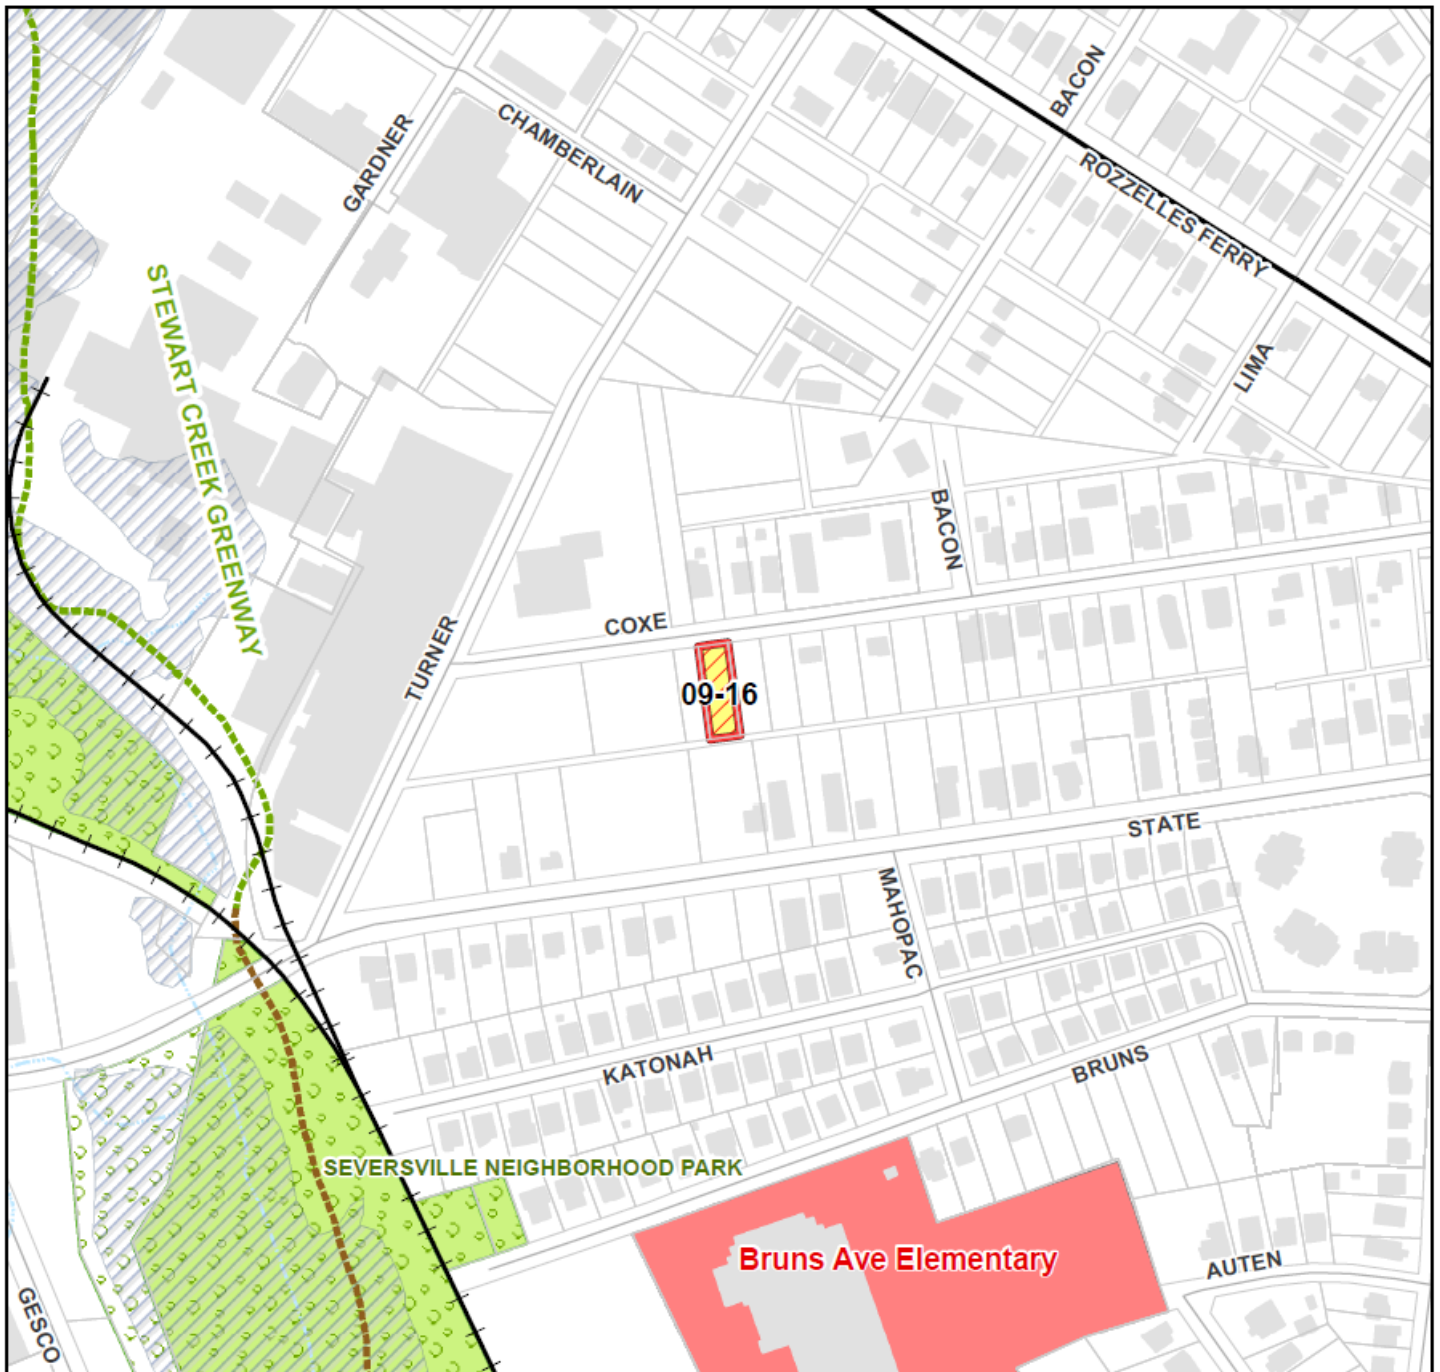 BACON
CHAMBERLAIN
GARDNER
ROZZELLES FERRY
STEWART CREEK GREENWAY
LIMA
BACON
COXE
TURNER
09-16
STATE
MAHOPAC
KATONAH
BRUNS
SEVERSVILLE NEIGHBORHOOD PARK
Bruns Ave Elementary
AUTEN
GESCO